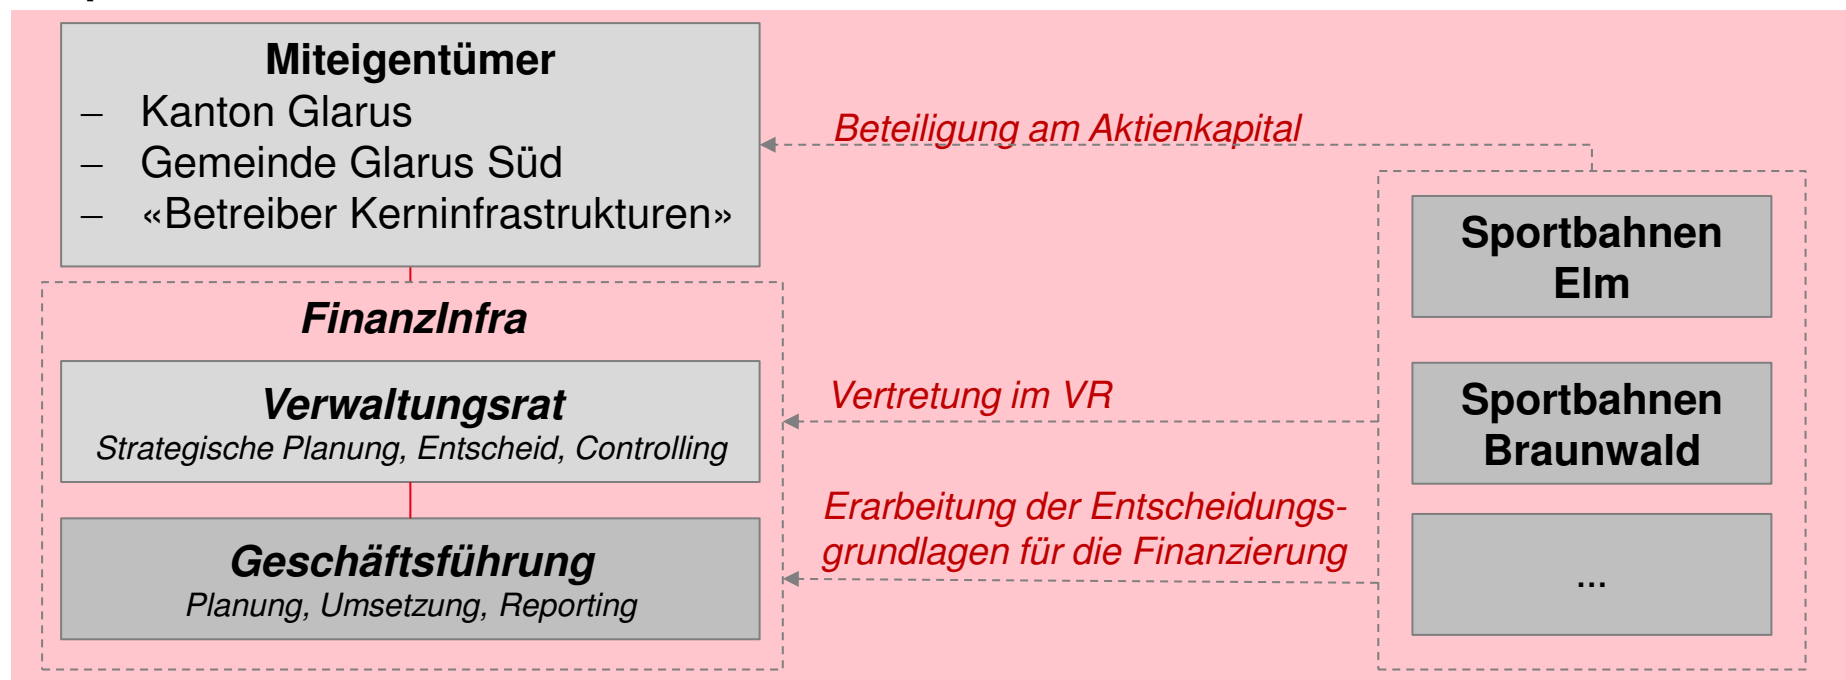 Miteigentümer
– Kanton Glarus
– Gemeinde Glarus Süd
– «Betreiber Kerninfrastrukturen»
Beteiligung am Aktienkapital
Sportbahnen
Elm
FinanzInfra
Verwaltungsrat
Strategische Planung, Entscheid, Controlling
Vertretung im VR
Sportbahnen
Braunwald
Erarbeitung der Entscheidungs-
grundlagen für die Finanzierung
Geschäftsführung
Planung, Umsetzung, Reporting
...